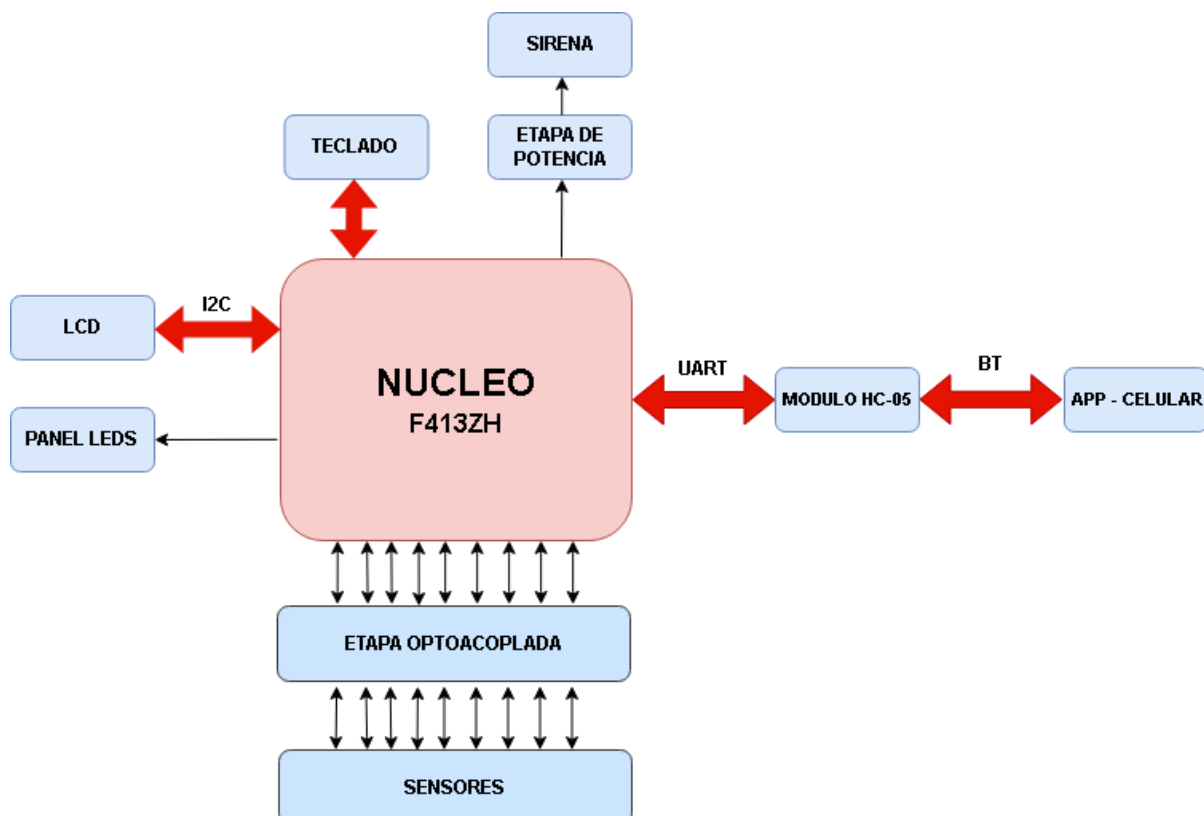 SIRENA
ETAPA DE
POTENCIA
TECLADO
I2C
LCD
NUCLEO
F413ZH
UART
MODULO HC-05
BT
APP - CELULAR
PANEL LEDS
ETAPA OPTOACOPLADA
SENSORES